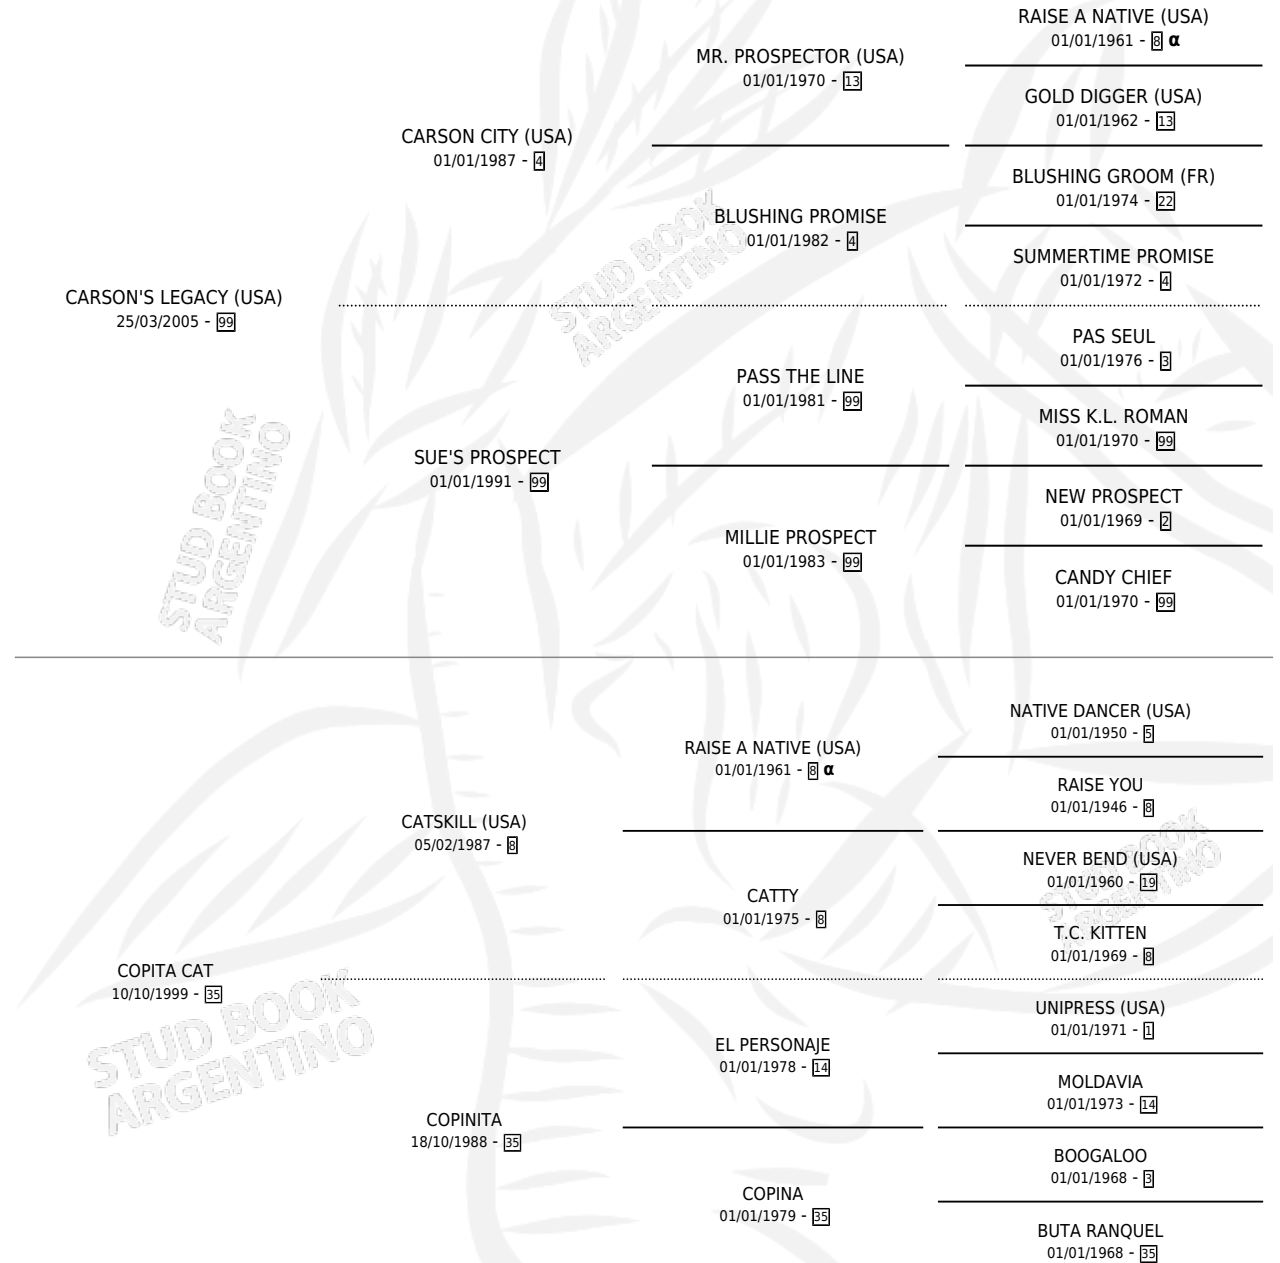 RAISE A NATIVE (USA)
01/01/1961 - 8 α
MR. PROSPECTOR (USA)
01/01/1970 - 13
GOLD DIGGER (USA)
01/01/1962 - 13
CARSON CITY (USA)
01/01/1987 - 4
BLUSHING GROOM (FR)
01/01/1974 - 22
BLUSHING PROMISE
01/01/1982 - 4
SUMMERTIME PROMISE
01/01/1972 - 4
CARSON'S LEGACY (USA)
25/03/2005 - 99
PAS SEUL
01/01/1976 - 3
PASS THE LINE
01/01/1981 - 99
MISS K.L. ROMAN
01/01/1970 - 99
SUE'S PROSPECT
01/01/1991 - 99
NEW PROSPECT
01/01/1969 - 2
MILLIE PROSPECT
01/01/1983 - 99
CANDY CHIEF
01/01/1970 - 99
NATIVE DANCER (USA)
01/01/1950 - 5
RAISE A NATIVE (USA)
01/01/1961 - 8 α
RAISE YOU
01/01/1946 - 8
CATSKILL (USA)
05/02/1987 - 8
NEVER BEND (USA)
01/01/1960 - 19
CATTY
01/01/1975 - 8
T.C. KITTEN
01/01/1969 - 8
COPITA CAT
10/10/1999 - 35
UNIPRESS (USA)
01/01/1971 - 1
EL PERSONAJE
01/01/1978 - 14
MOLDAVIA
01/01/1973 - 14
COPINITA
18/10/1988 - 35
BOOGALOO
01/01/1968 - 3
COPINA
01/01/1979 - 35
BUTA RANQUEL
01/01/1968 - 35
STUD BOOK
ARGENTINO
STUD BOOK
ARGENTINO
STUD BOOK
ARGENTINO
STUD BOOK
ARGENTINO